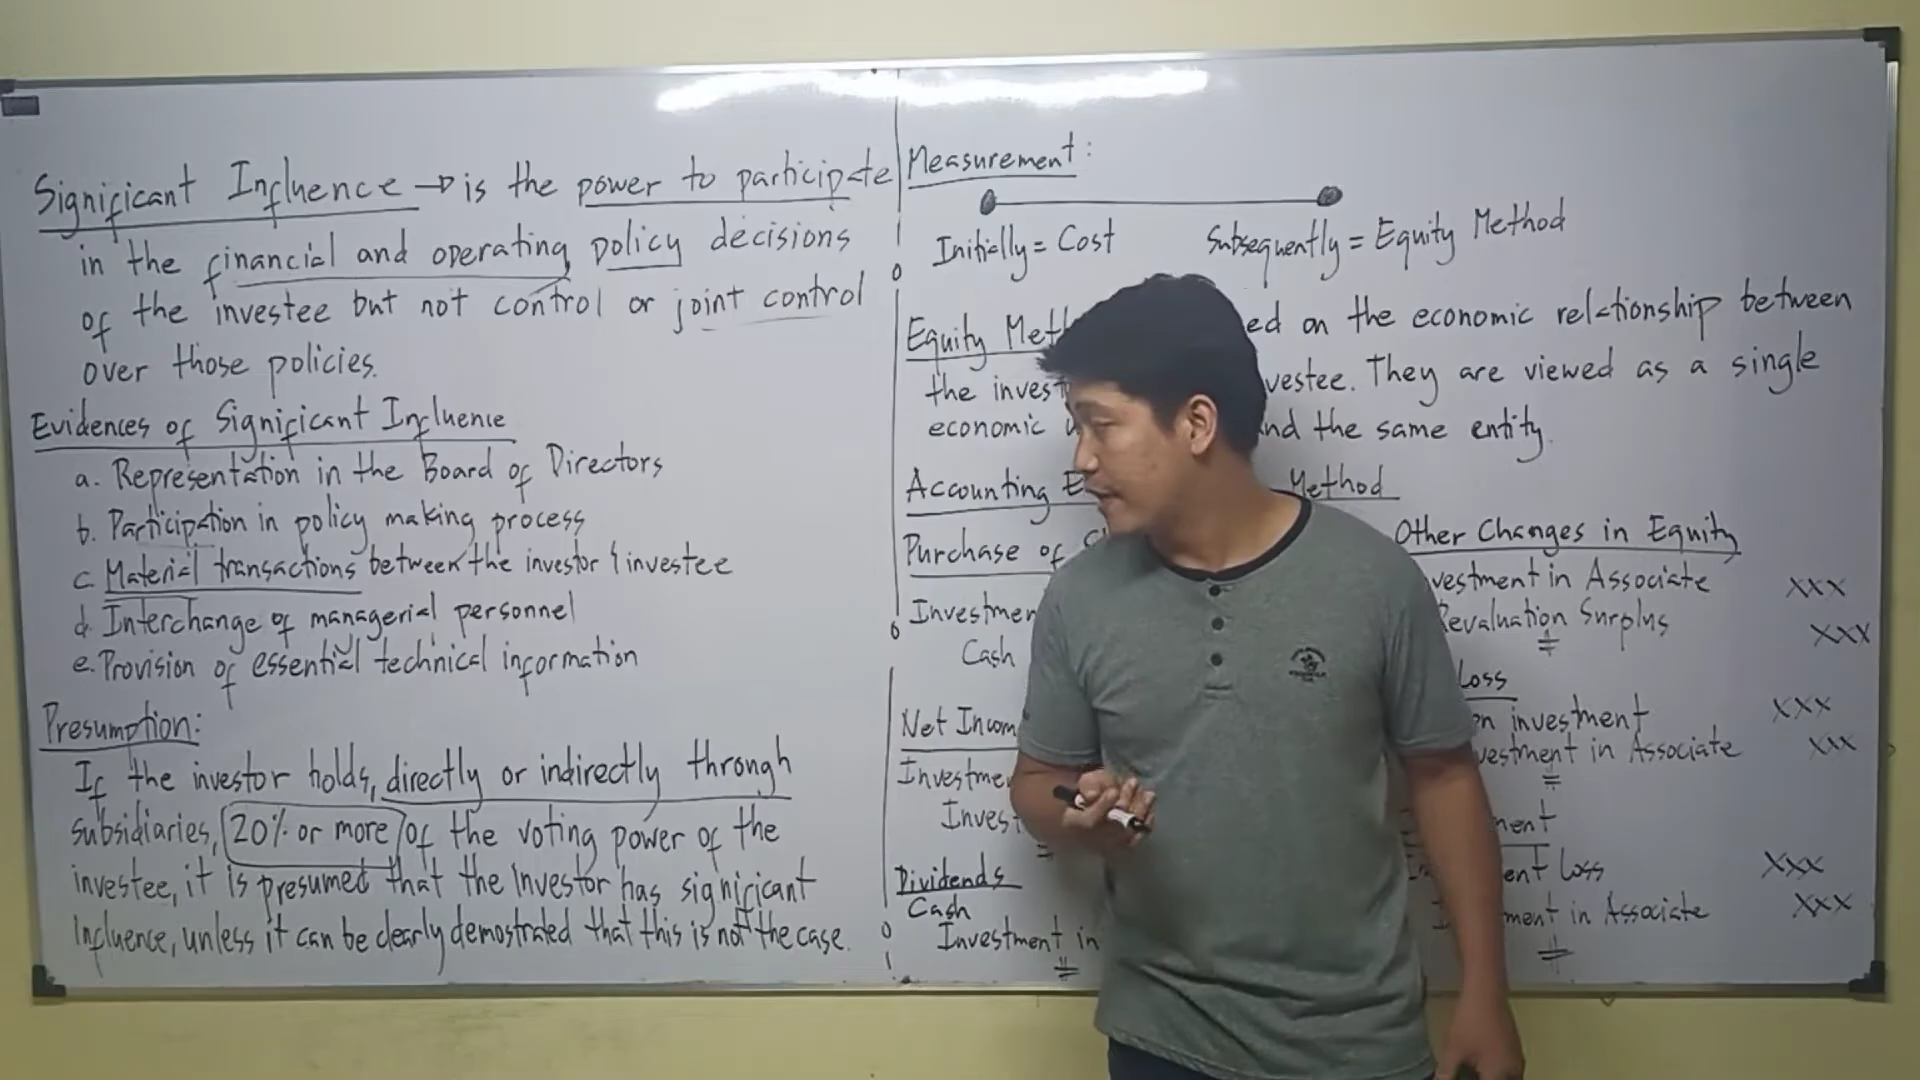 Significant Influence → is the power to participate
in the financial and operating policy decisions
of the investee but not control or joint control
over those policies.
Evidences of Significant Influence
a. Representation in the Board of Directors
b. Participation in policy making process
c. Material transactions between the investor & investee
d. Interchange of managerial personnel
e. Provision of essential technical information
Presumption:
If the investor holds, directly or indirectly through
subsidiaries, 20% or more of the voting power of the
investee, it is presumed that the investor has significant
Influence, unless it can be clearly demostrated that this is not the case.
Measurement:
Initially = Cost
Subsequently = Equity Method
Equity Meth ed on the economic relationship between
the invest vestee. They are viewed as a single
economic nd the same entity.
Accounting Method
Purchase of
Investmen
Cash
Net Incom
Investmen
Invest
Dividends
Cash
Investment in
Other Changes in Equity
vestment in Associate xxx
Revaluation Surplus xxx
Loss
on investment xxx
vestment in Associate xxx
ment
ent Loss xxx
ment in Associate xxx